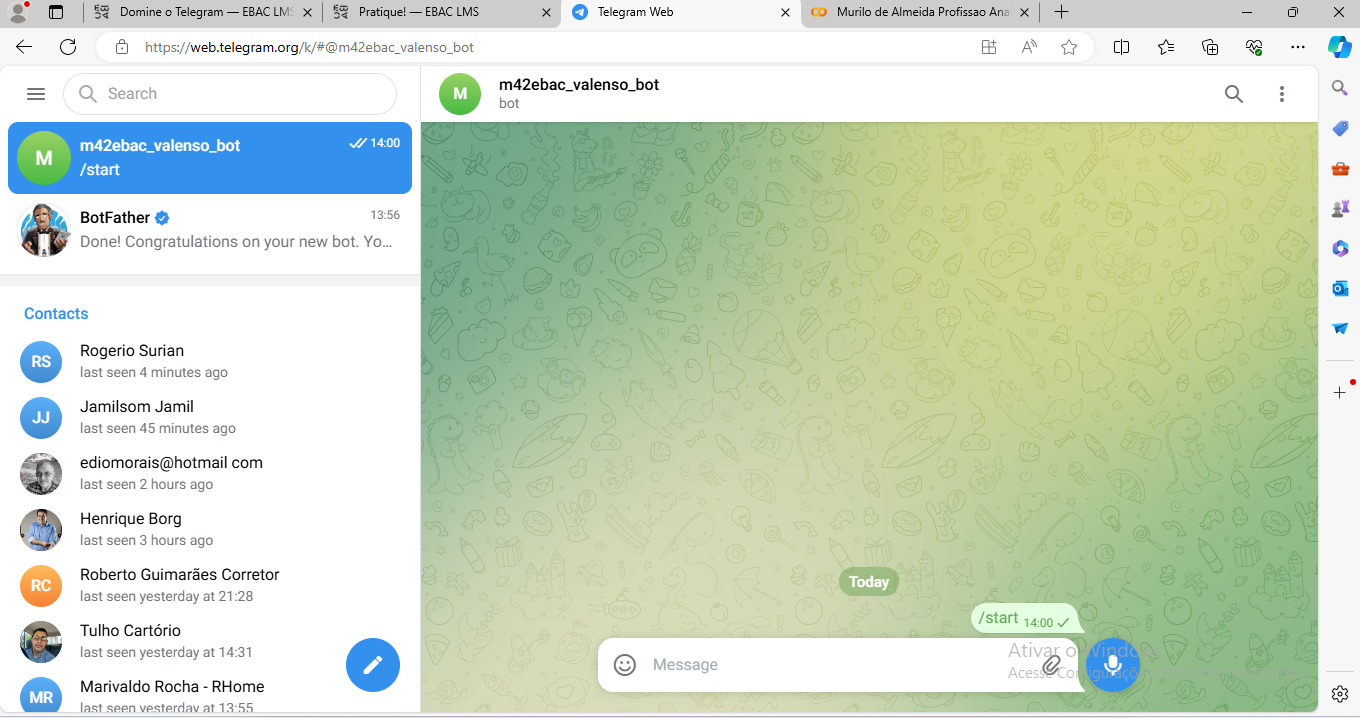 Domine o Telegram — EBAC LMS
Pratique! — EBAC LMS
Telegram Web
Murilo de Almeida Profissao Ana
https://web.telegram.org/k/#@m42ebac_valenso_bot
Search
m42ebac_valenso_bot
14:00
/start
BotFather
13:56
Done! Congratulations on your new bot. Yo...
Contacts
RS
Rogerio Surian
last seen 4 minutes ago
JJ
Jamilsom Jamil
last seen 45 minutes ago
ediomorais@hotmail com
last seen 2 hours ago
Henrique Borg
last seen 3 hours ago
RC
Roberto Guimarães Corretor
last seen yesterday at 21:28
Tulho Cartório
last seen yesterday at 14:31
MR
Marivaldo Rocha - RHome
last seen yesterday at 13:55
M
M
m42ebac_valenso_bot
bot
Today
/start 14:00
Message
Ativar o Windo
Acesse Configuraçõ